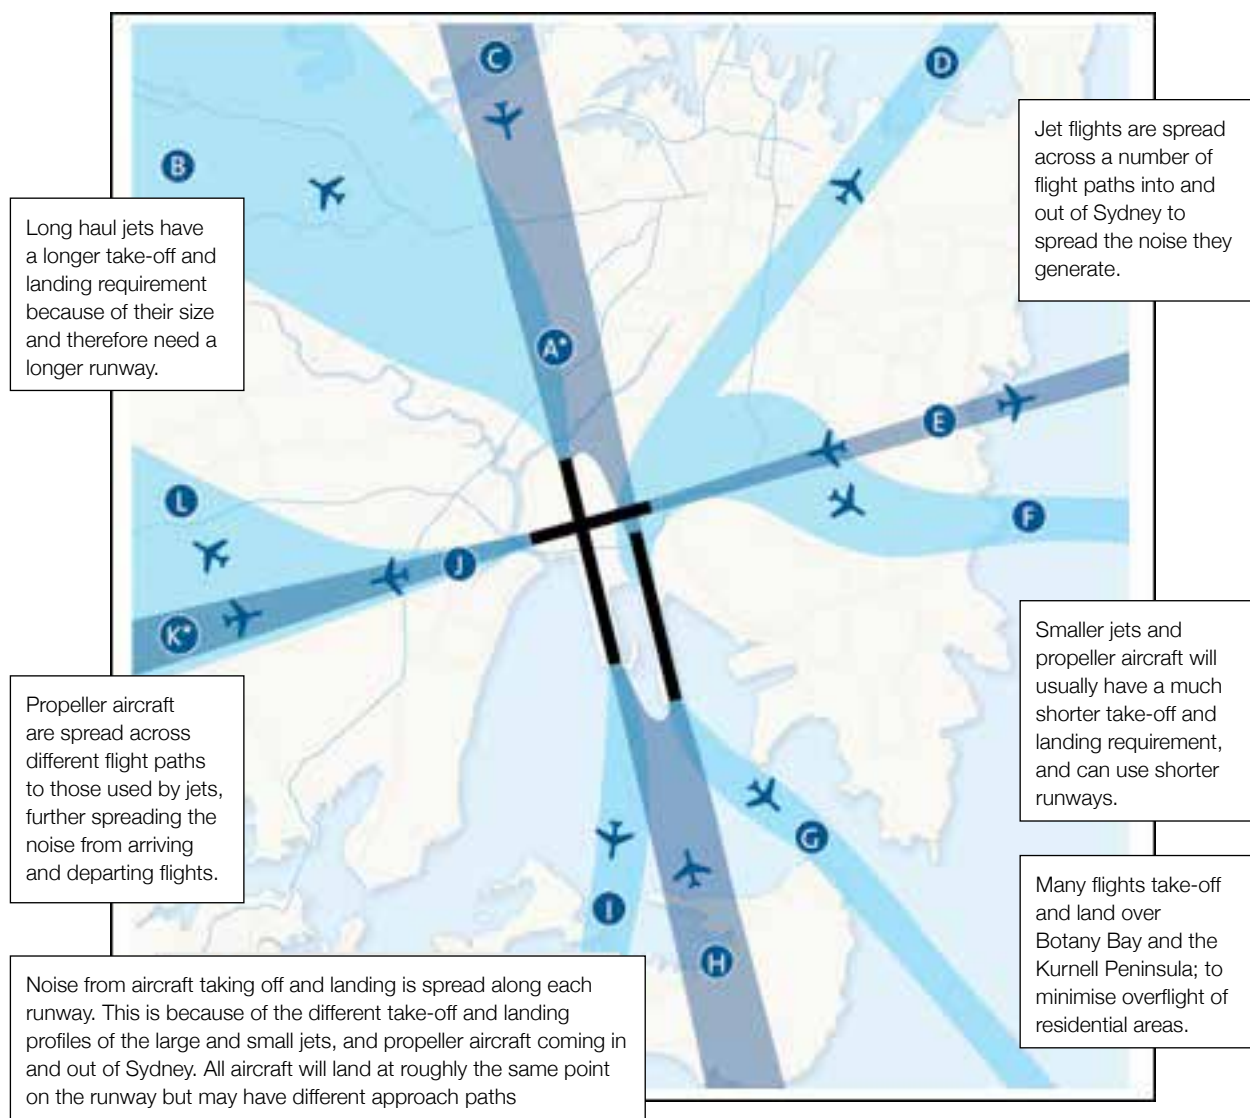 C
D
B
Jet flights are spread
across a number of
flight paths into and
out of Sydney to
spread the noise they
generate.
Long haul jets have
a longer take-off and
landing requirement
because of their size
and therefore need a
longer runway.
A*
E
L
F
J
K*
Smaller jets and
propeller aircraft will
usually have a much
shorter take-off and
landing requirement,
and can use shorter
runways.
Propeller aircraft
are spread across
different flight paths
to those used by jets,
further spreading the
noise from arriving
and departing flights.
G
I
H
Many flights take-off
and land over
Botany Bay and the
Kurnell Peninsula; to
minimise overflight of
residential areas.
Noise from aircraft taking off and landing is spread along each
runway. This is because of the different take-off and landing
profiles of the large and small jets, and propeller aircraft coming in
and out of Sydney. All aircraft will land at roughly the same point
on the runway but may have different approach paths